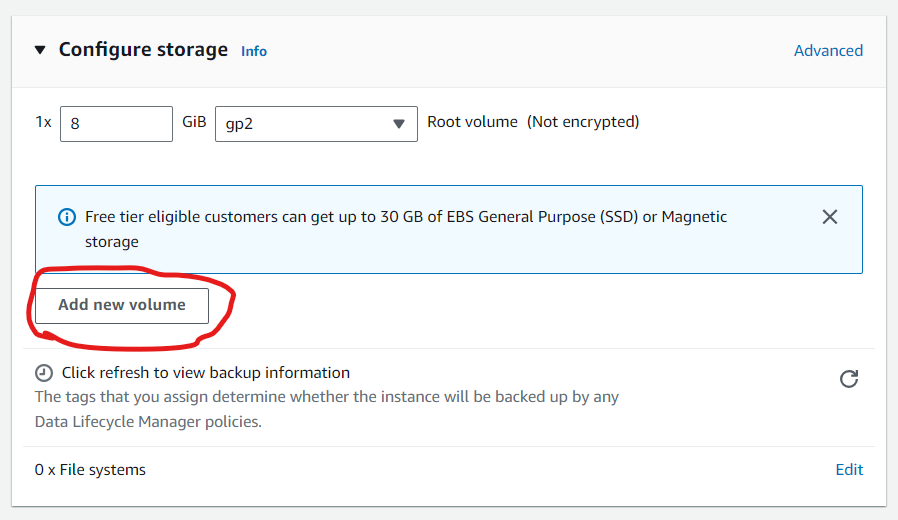 Configure storage Info Advanced
1x 8 GiB gp2 Root volume (Not encrypted)
Free tier eligible customers can get up to 30 GB of EBS General Purpose (SSD) or Magnetic
storage
Add new volume
Click refresh to view backup information
The tags that you assign determine whether the instance will be backed up by any
Data Lifecycle Manager policies.
0 x File systems Edit